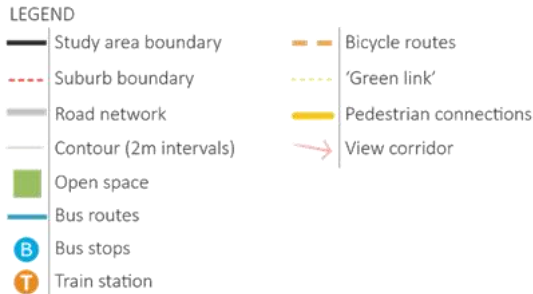 LEGEND
Study area boundary
Suburb boundary
Road network
Contour (2m intervals)
Open space
Bus routes
B Bus stops
T Train station
Bicycle routes
‘Green link’
Pedestrian connections
View corridor